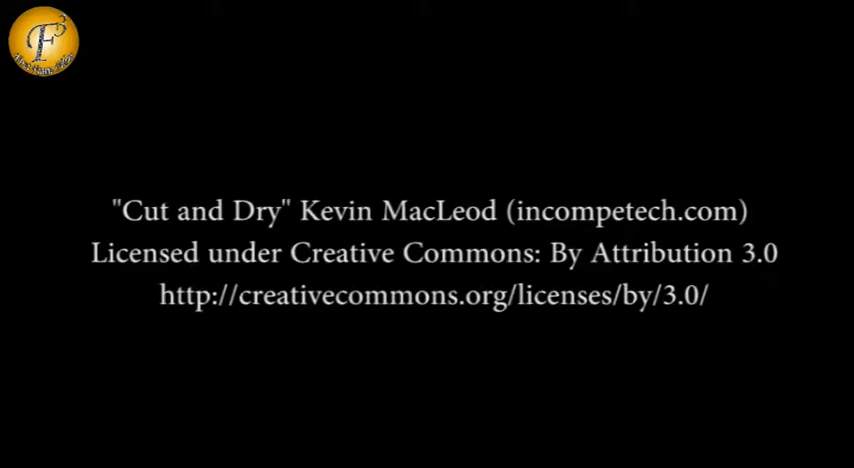 "Cut and Dry" Kevin MacLeod (incompetech.com)
Licensed under Creative Commons: By Attribution 3.0
http://creativecommons.org/licenses/by/3.0/